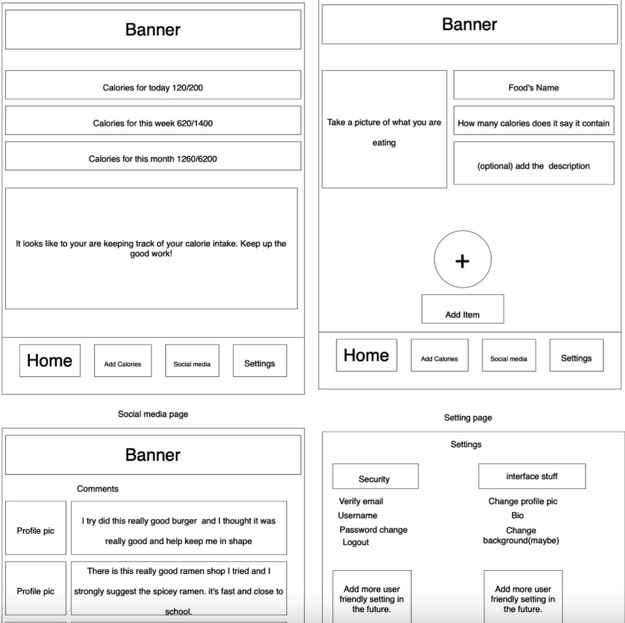 Banner
Calories for today 120/200
Calories for this week 620/1400
Calories for this month 1260/6200
It looks like to your are keeping track of your calorie intake. Keep up the
good work!
Home
Add Calories
Social media
Settings
Banner
Take a picture of what you are
eating
Food's Name
How many calories does it say it contain
(optional) add the description
+
Add Item
Home
Add Calories
Social media
Settings
Social media page
Banner
Comments
Profile pic
I try did this really good burger and I thought it was
really good and help keep me in shape
Profile pic
There is this really good ramen shop I tried and I
strongly suggest the spicey ramen. it's fast and close to
school.
Setting page
Settings
Security
Verify email
Username
Password change
Logout
interface stuff
Change profile pic
Bio
Change
background(maybe)
Add more user
friendly setting in
the future.
Add more user
friendly setting in
the future.